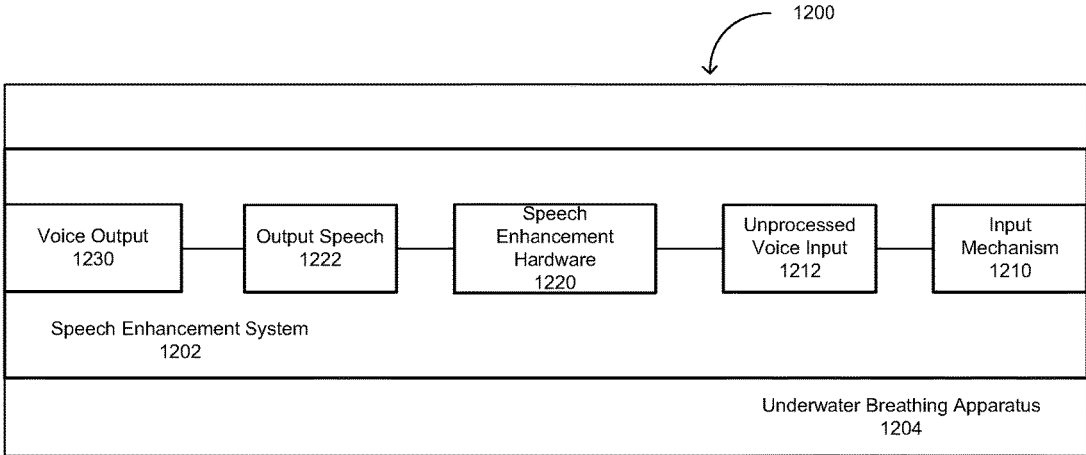 1200
Voice Output
1230
Output Speech
1222
Speech
Enhancement
Hardware
1220
Unprocessed
Voice Input
1212
Input
Mechanism
1210
Speech Enhancement System
1202
Underwater Breathing Apparatus
1204